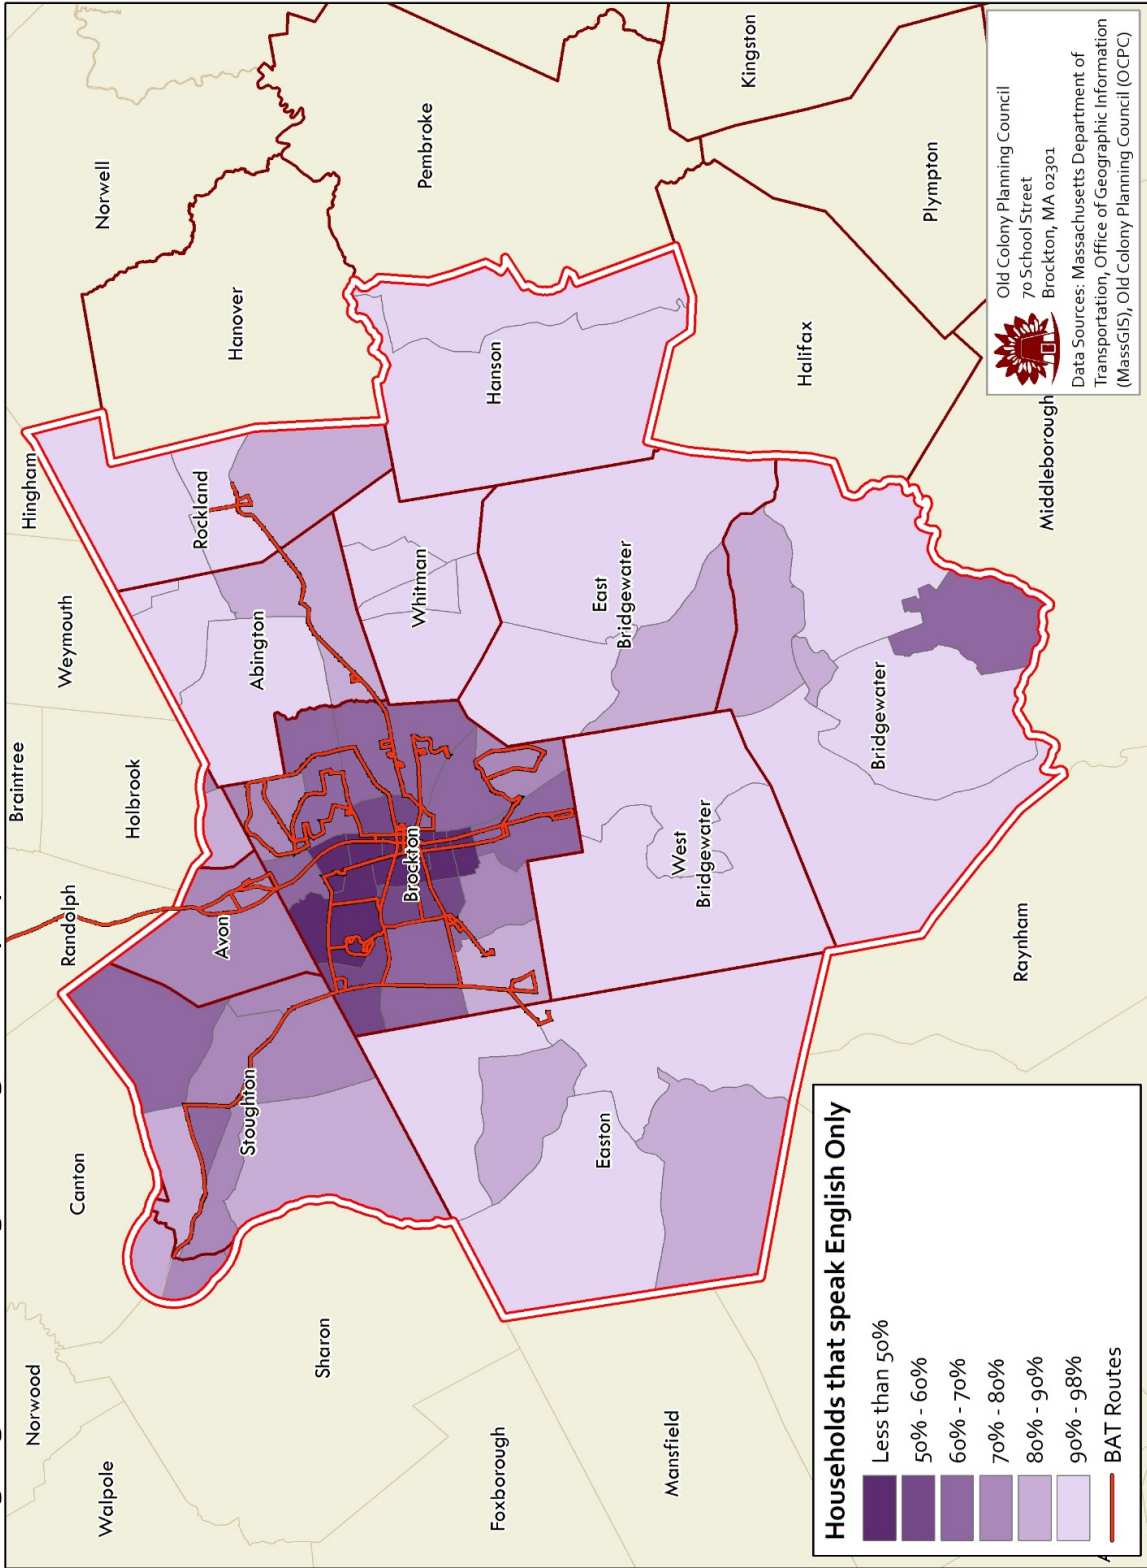 Norwood
Braintree
Hingham
Canton
Randolph
Weymouth
Walpole
Holbrook
Norwell
Avon
Rockland
Hanover
Stoughton
Abington
Sharon
Brockton
Whitman
Pembroke
Foxborough
Hanson
Easton
East
Bridgewater
Mansfield
West
Bridgewater
Kingston
Halifax
Bridgewater
Plympton
Raynham
Middleborough
Households that speak English Only
Less than 50%
50% - 60%
60% - 70%
70% - 80%
80% - 90%
90% - 98%
BAT Routes
Old Colony Planning Council
70 School Street
Brockton, MA 02301
Data Sources: Massachusetts Department of
Transportation, Office of Geographic Information
(MassGIS), Old Colony Planning Council (OCPC)